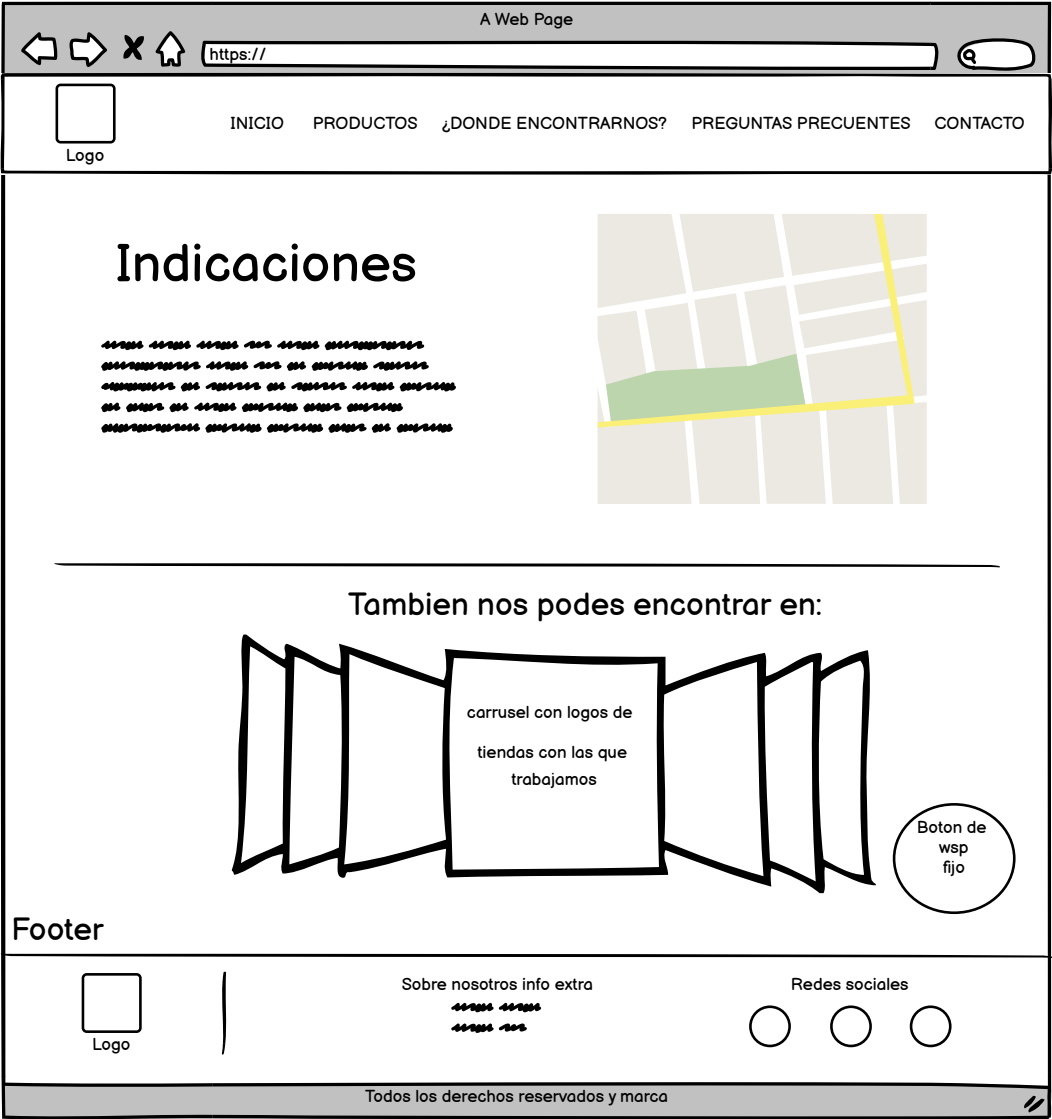 A Web Page
https://
Logo
INICIO PRODUCTOS ¿DONDE ENCONTRARNOS? PREGUNTAS PRECUENTES CONTACTO
Indicaciones
Tambien nos podes encontrar en:
carrusel con logos de
tiendas con las que
trabajamos
Boton de
wsp
fijo
Footer
Logo
Sobre nosotros info extra
Redes sociales
Todos los derechos reservados y marca